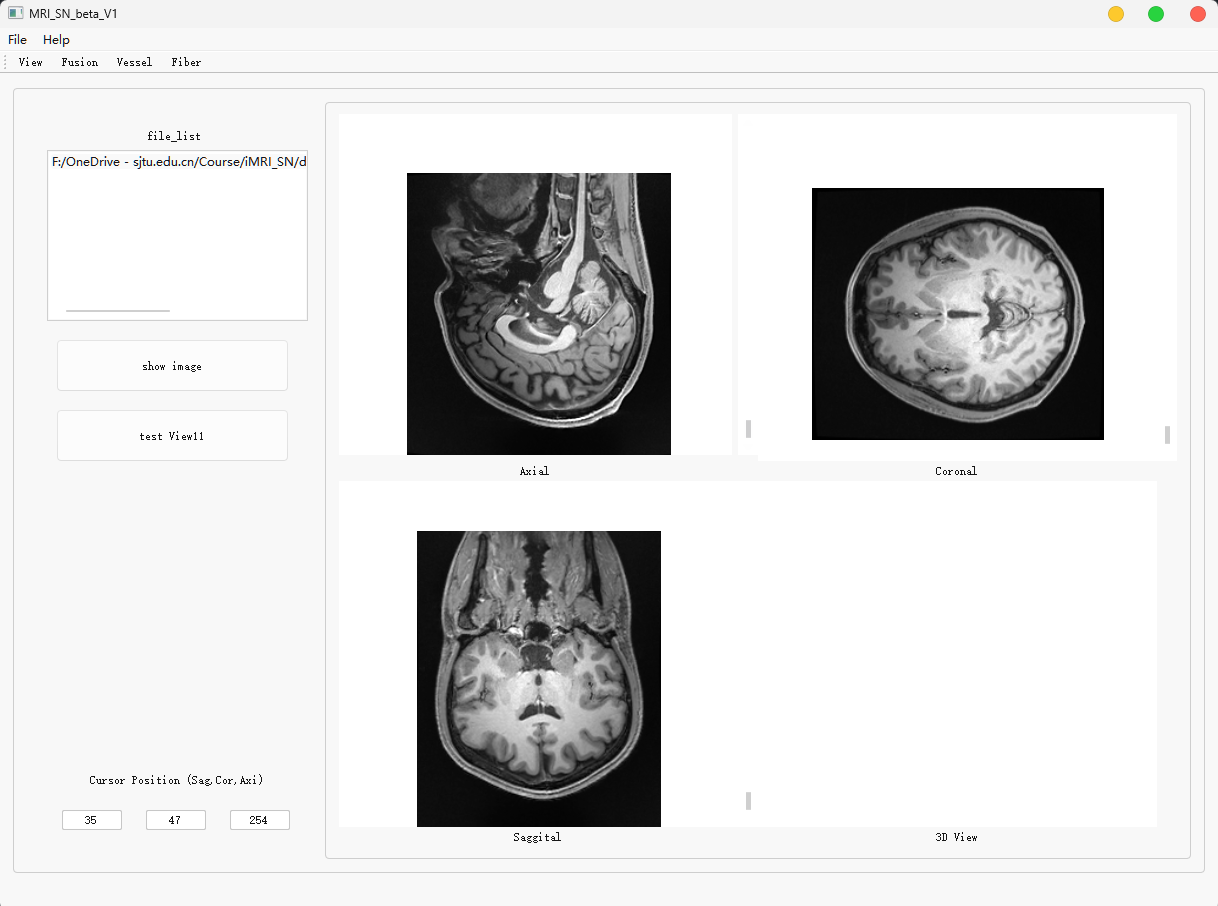 MRI_SN_beta_V1
File Help
View Fusion Vessel Fiber
file_list
F:/OneDrive - sjtu.edu.cn/Course/iMRI_SN/d
show image
test View11
Axial
Coronal
Saggital
3D View
Cursor Position (Sag,Cor,Axi)
35 47 254